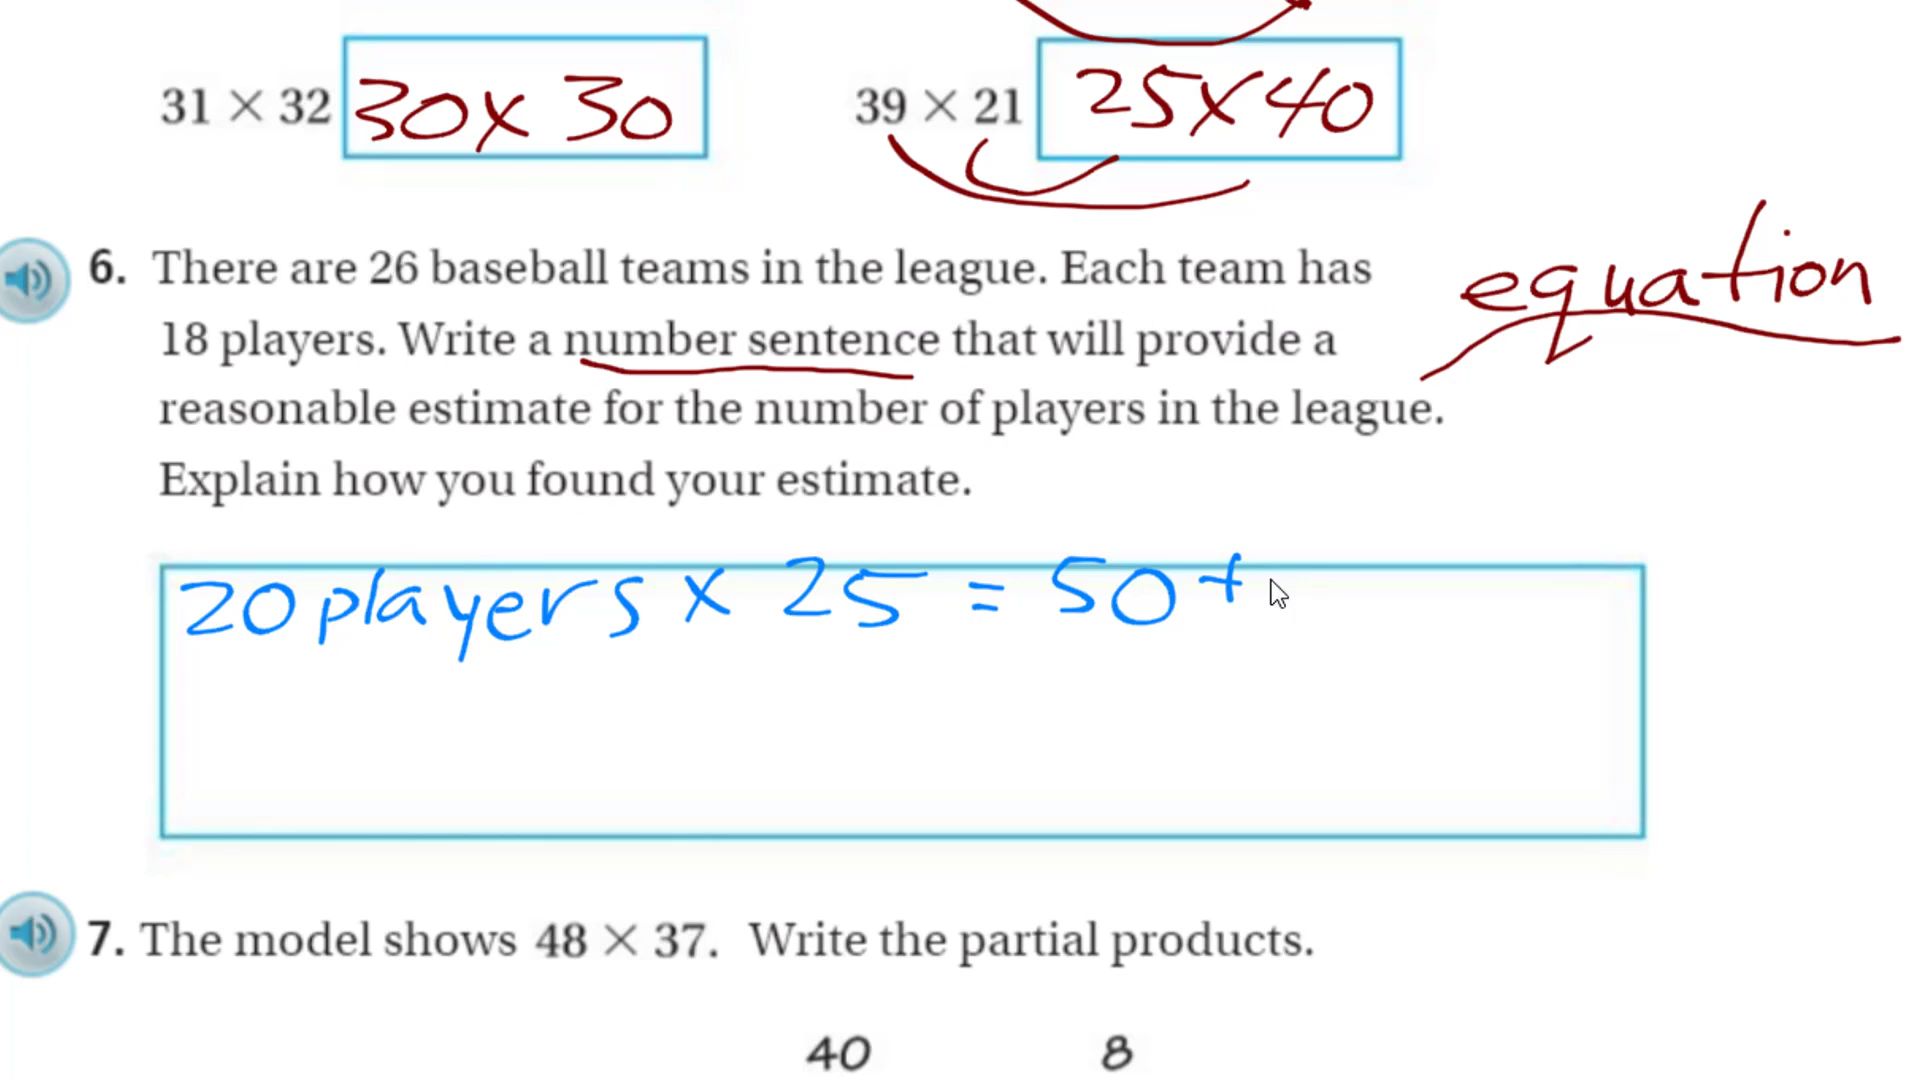 31 × 32 30 x 30 39 × 21 25 x 40
equation
6. There are 26 baseball teams in the league. Each team has
18 players. Write a number sentence that will provide a
reasonable estimate for the number of players in the league.
Explain how you found your estimate.
20 players x 25 = 50 +
7. The model shows 48 × 37. Write the partial products.
40 8